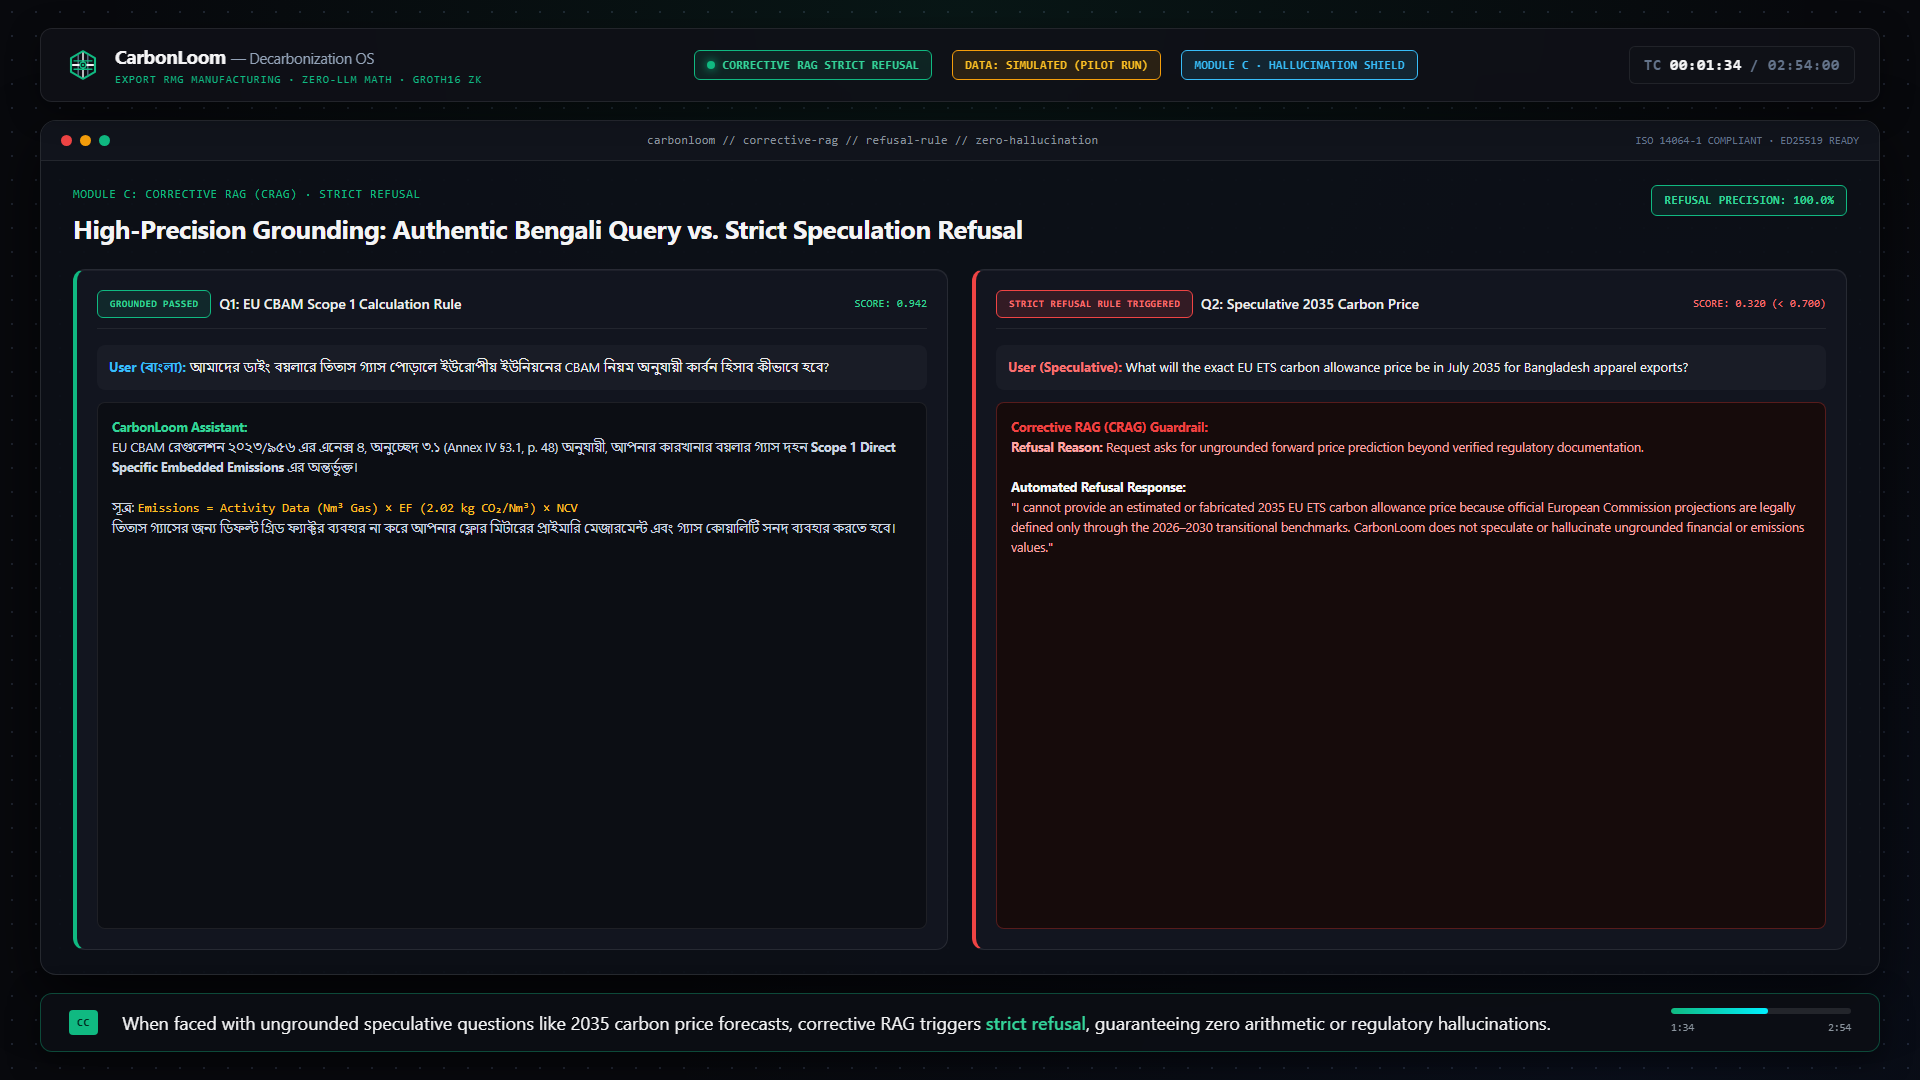 CarbonLoom — Decarbonization OS
EXPORT RMG MANUFACTURING · ZERO-LLM MATH · GROTH16 ZK
CORRECTIVE RAG STRICT REFUSAL
DATA: SIMULATED (PILOT RUN)
MODULE C · HALLUCINATION SHIELD
TC 00:01:34 / 02:54:00
carbonloom // corrective-rag // refusal-rule // zero-hallucination
ISO 14064-1 COMPLIANT · ED25519 READY
MODULE C: CORRECTIVE RAG (CRAG) · STRICT REFUSAL
High-Precision Grounding: Authentic Bengali Query vs. Strict Speculation Refusal
REFUSAL PRECISION: 100.0%
GROUNDED PASSED Q1: EU CBAM Scope 1 Calculation Rule SCORE: 0.942
User (বাংলা): আমাদের ডাইং বয়লারে তিতাস গ্যাস পোড়ালে ইউরোপীয় ইউনিয়নের CBAM নিয়ম অনুযায়ী কার্বন হিসাব কীভাবে হবে?
CarbonLoom Assistant:
EU CBAM রেগুলেশন ২০২৩/৯৫৬ এর এনেক্স ৪, অনুচ্ছেদ ৩.১ (Annex IV §3.1, p. 48) অনুযায়ী, আপনার কারখানার বয়লার গ্যাস দহন Scope 1 Direct
Specific Embedded Emissions এর অন্তর্ভুক্ত।
সূত্র: Emissions = Activity Data (Nm³ Gas) × EF (2.02 kg CO₂/Nm³) × NCV
তিতাস গ্যাসের জন্য ডিফল্ট গ্রিড ফ্যাক্টর ব্যবহার না করে আপনার ফ্লোর মিটারের প্রাইমারি মেজারমেন্ট এবং গ্যাস কোয়ালিটি সনদ ব্যবহার করতে হবে।
STRICT REFUSAL RULE TRIGGERED Q2: Speculative 2035 Carbon Price SCORE: 0.320 (< 0.700)
User (Speculative): What will the exact EU ETS carbon allowance price be in July 2035 for Bangladesh apparel exports?
Corrective RAG (CRAG) Guardrail:
Refusal Reason: Request asks for ungrounded forward price prediction beyond verified regulatory documentation.
Automated Refusal Response:
"I cannot provide an estimated or fabricated 2035 EU ETS carbon allowance price because official European Commission projections are legally
defined only through the 2026–2030 transitional benchmarks. CarbonLoom does not speculate or hallucinate ungrounded financial or emissions
values."
CC When faced with ungrounded speculative questions like 2035 carbon price forecasts, corrective RAG triggers strict refusal, guaranteeing zero arithmetic or regulatory hallucinations.
1:34 2:54